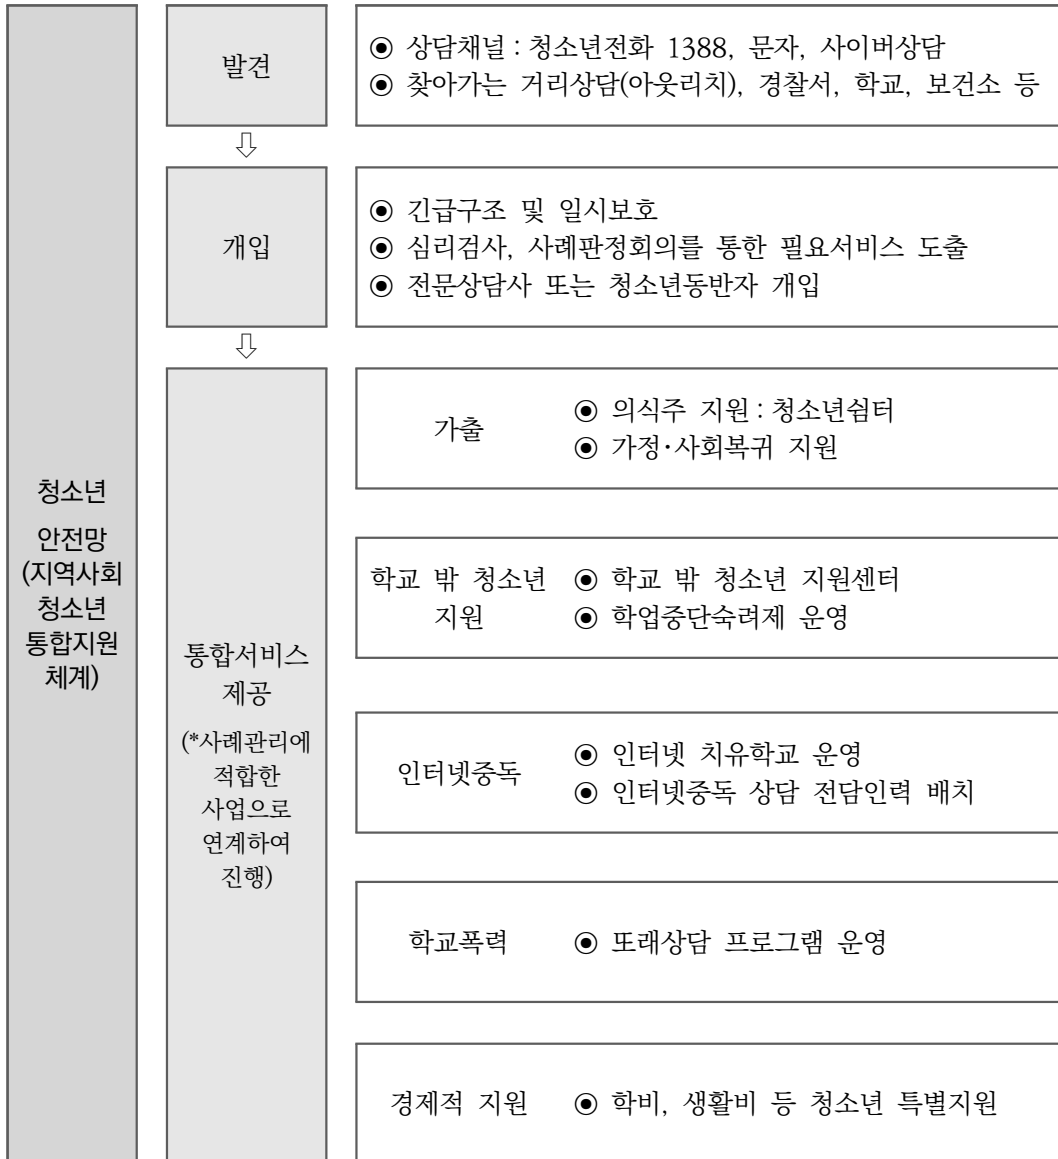 청소년
안전망
(지역사회
청소년
통합지원
체계)
발견
◉ 상담채널 : 청소년전화 1388, 문자, 사이버상담
◉ 찾아가는 거리상담(아웃리치), 경찰서, 학교, 보건소 등
⇩
개입
◉ 긴급구조 및 일시보호
◉ 심리검사, 사례판정회의를 통한 필요서비스 도출
◉ 전문상담사 또는 청소년동반자 개입
⇩
통합서비스
제공
(*사례관리에
적합한
사업으로
연계하여
진행)
가출
◉ 의식주 지원 : 청소년쉼터
◉ 가정·사회복귀 지원
학교 밖 청소년
지원
◉ 학교 밖 청소년 지원센터
◉ 학업중단숙려제 운영
인터넷중독
◉ 인터넷 치유학교 운영
◉ 인터넷중독 상담 전담인력 배치
학교폭력
◉ 또래상담 프로그램 운영
경제적 지원
◉ 학비, 생활비 등 청소년 특별지원